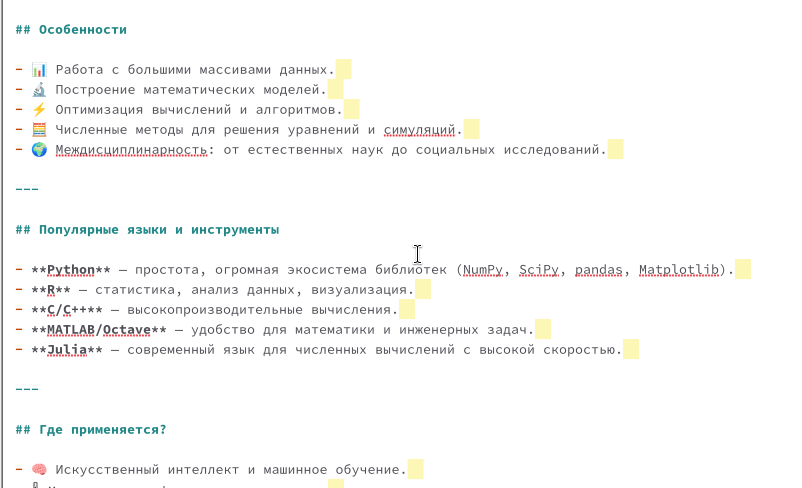 ## Особенности
- 📊 Работа с большими массивами данных.
- 🔬 Построение математических моделей.
- ⚡ Оптимизация вычислений и алгоритмов.
- 🧮 Численные методы для решения уравнений и симуляций.
- 🌍 Междисциплинарность: от естественных наук до социальных исследований.
---
## Популярные языки и инструменты
- **Python** — простота, огромная экосистема библиотек (NumPy, SciPy, pandas, Matplotlib).
- **R** — статистика, анализ данных, визуализация.
- **C/C++** — высокопроизводительные вычисления.
- **MATLAB/Octave** — удобство для математики и инженерных задач.
- **Julia** — современный язык для численных вычислений с высокой скоростью.
---
## Где применяется?
- 🧠 Искусственный интеллект и машинное обучение.